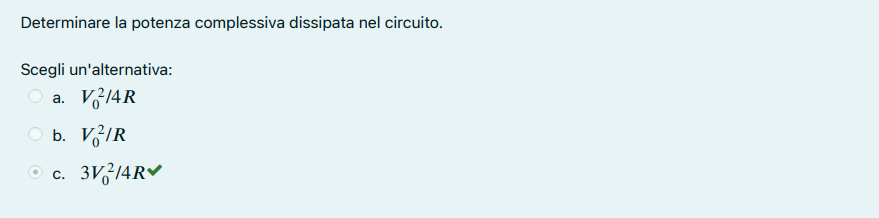 Determinare la potenza complessiva dissipata nel circuito.
Scegli un'alternativa:
a. V₀²/4R
b. V₀²/R
c. 3V₀²/4R✔